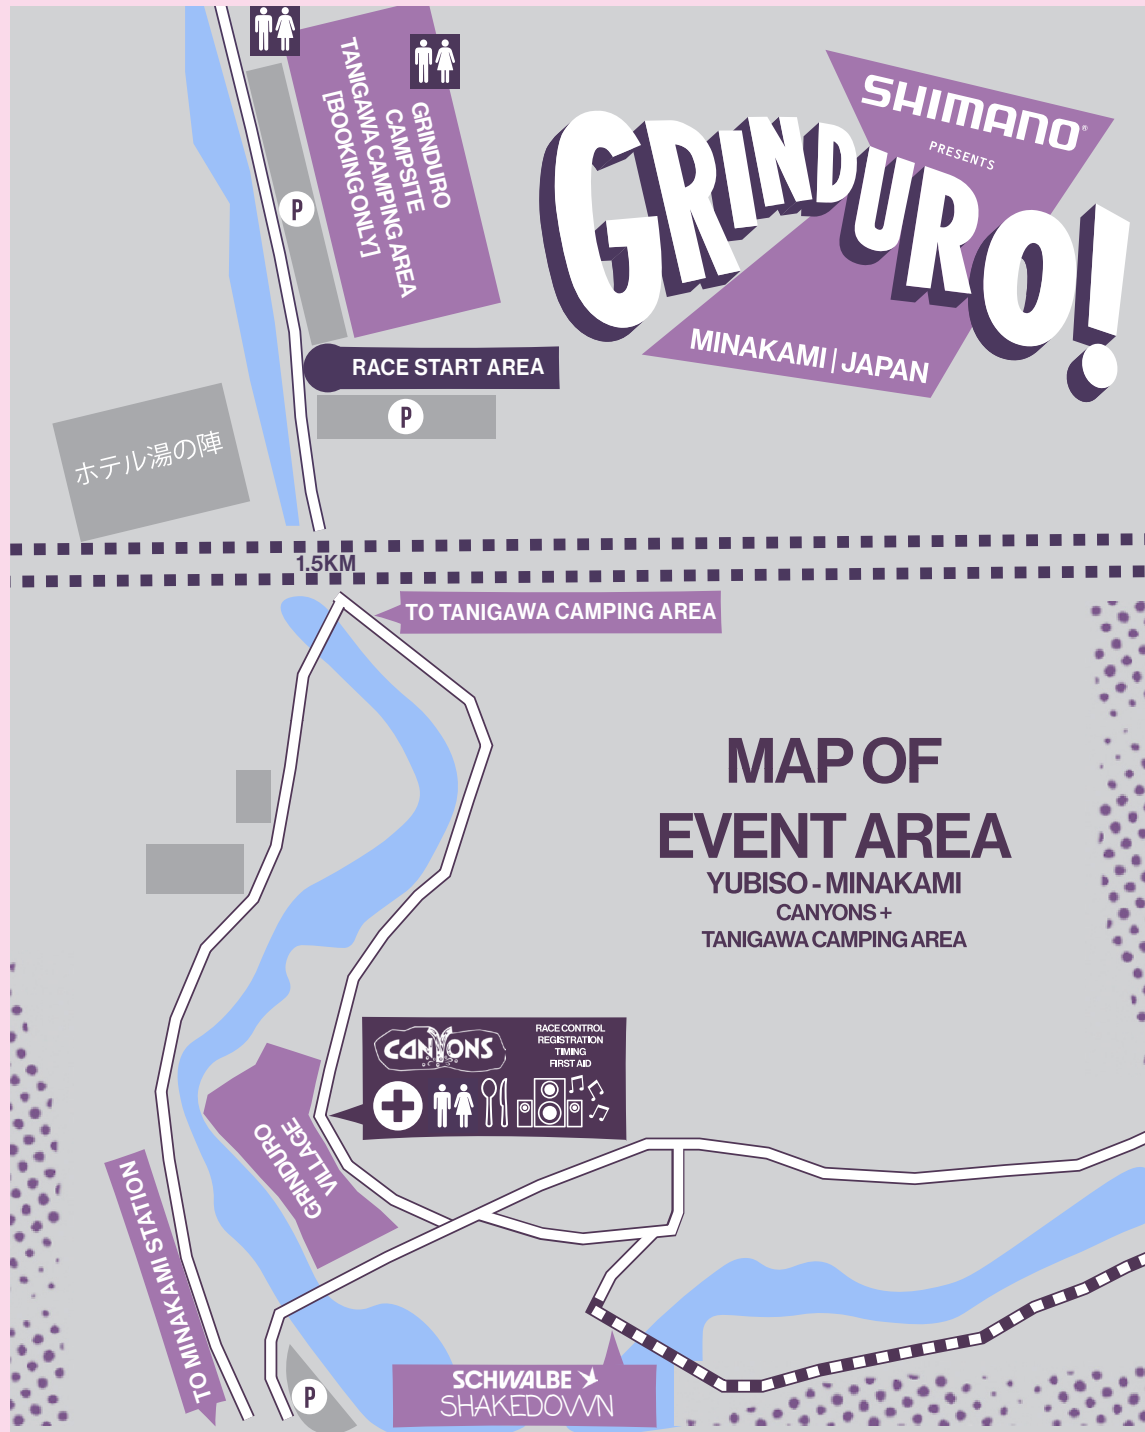 GRINDURO
CAMPSITE
TANIGAWA CAMPING AREA
[BOOKING ONLY]
P
SHIMANO®
PRESENTS
GRINDURO!
MINAKAMI | JAPAN
RACE START AREA
P
ホテル湯の陣
1.5KM
TO TANIGAWA CAMPING AREA
MAP OF
EVENT AREA
YUBISO - MINAKAMI
CANYONS +
TANIGAWA CAMPING AREA
CANYONS
RACE CONTROL
REGISTRATION
TIMING
FIRST AID
GRINDURO
VILLAGE
TO MINAKAMI STATION
P
SCHWALBE
SHAKEDOWN